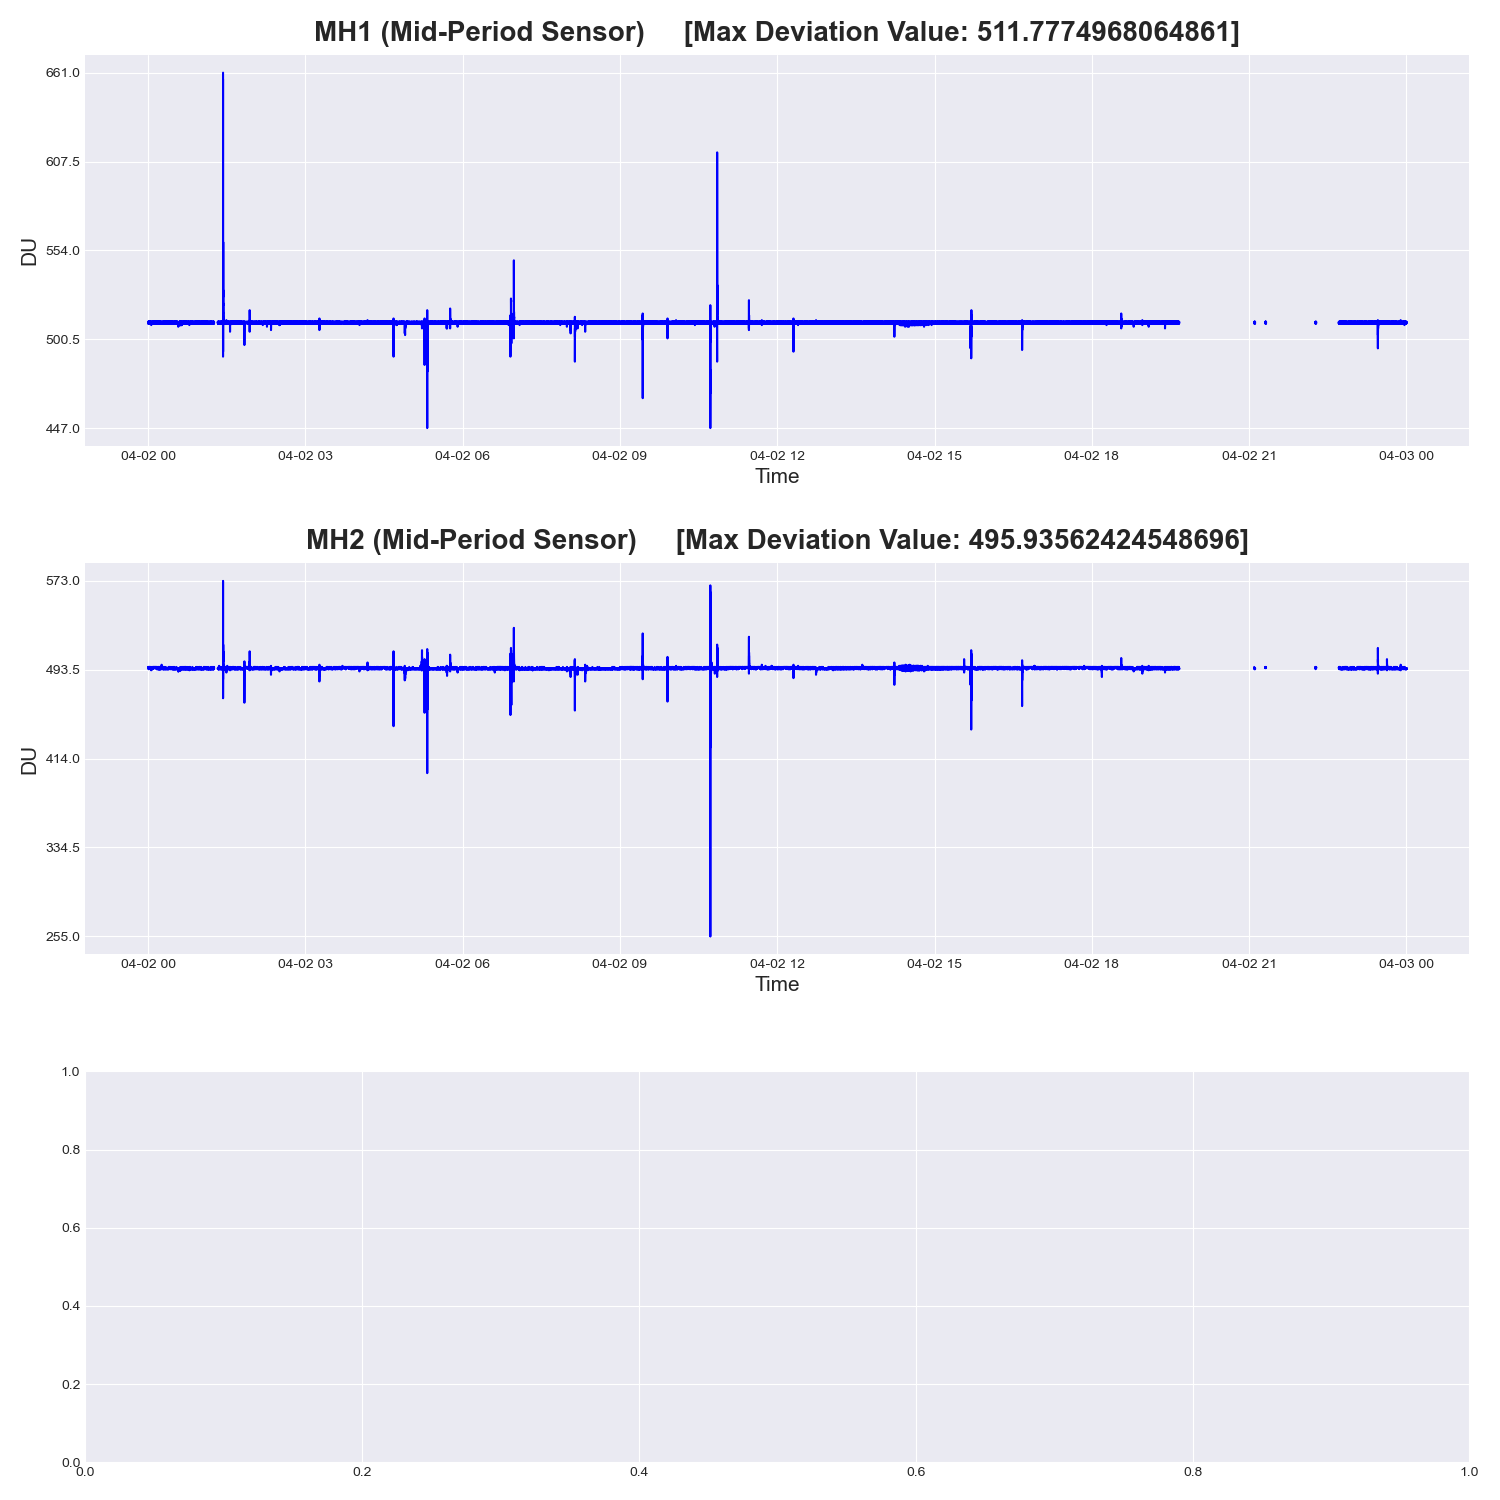 MH1 (Mid-Period Sensor)     [Max Deviation Value: 511.7774968064861]
661.0
607.5
554.0
500.5
447.0
DU
04-02 00 04-02 03 04-02 06 04-02 09 04-02 12 04-02 15 04-02 18 04-02 21 04-03 00
Time
MH2 (Mid-Period Sensor)     [Max Deviation Value: 495.93562424548696]
573.0
493.5
414.0
334.5
255.0
DU
04-02 00 04-02 03 04-02 06 04-02 09 04-02 12 04-02 15 04-02 18 04-02 21 04-03 00
Time
1.0
0.8
0.6
0.4
0.2
0.0
0.0 0.2 0.4 0.6 0.8 1.0